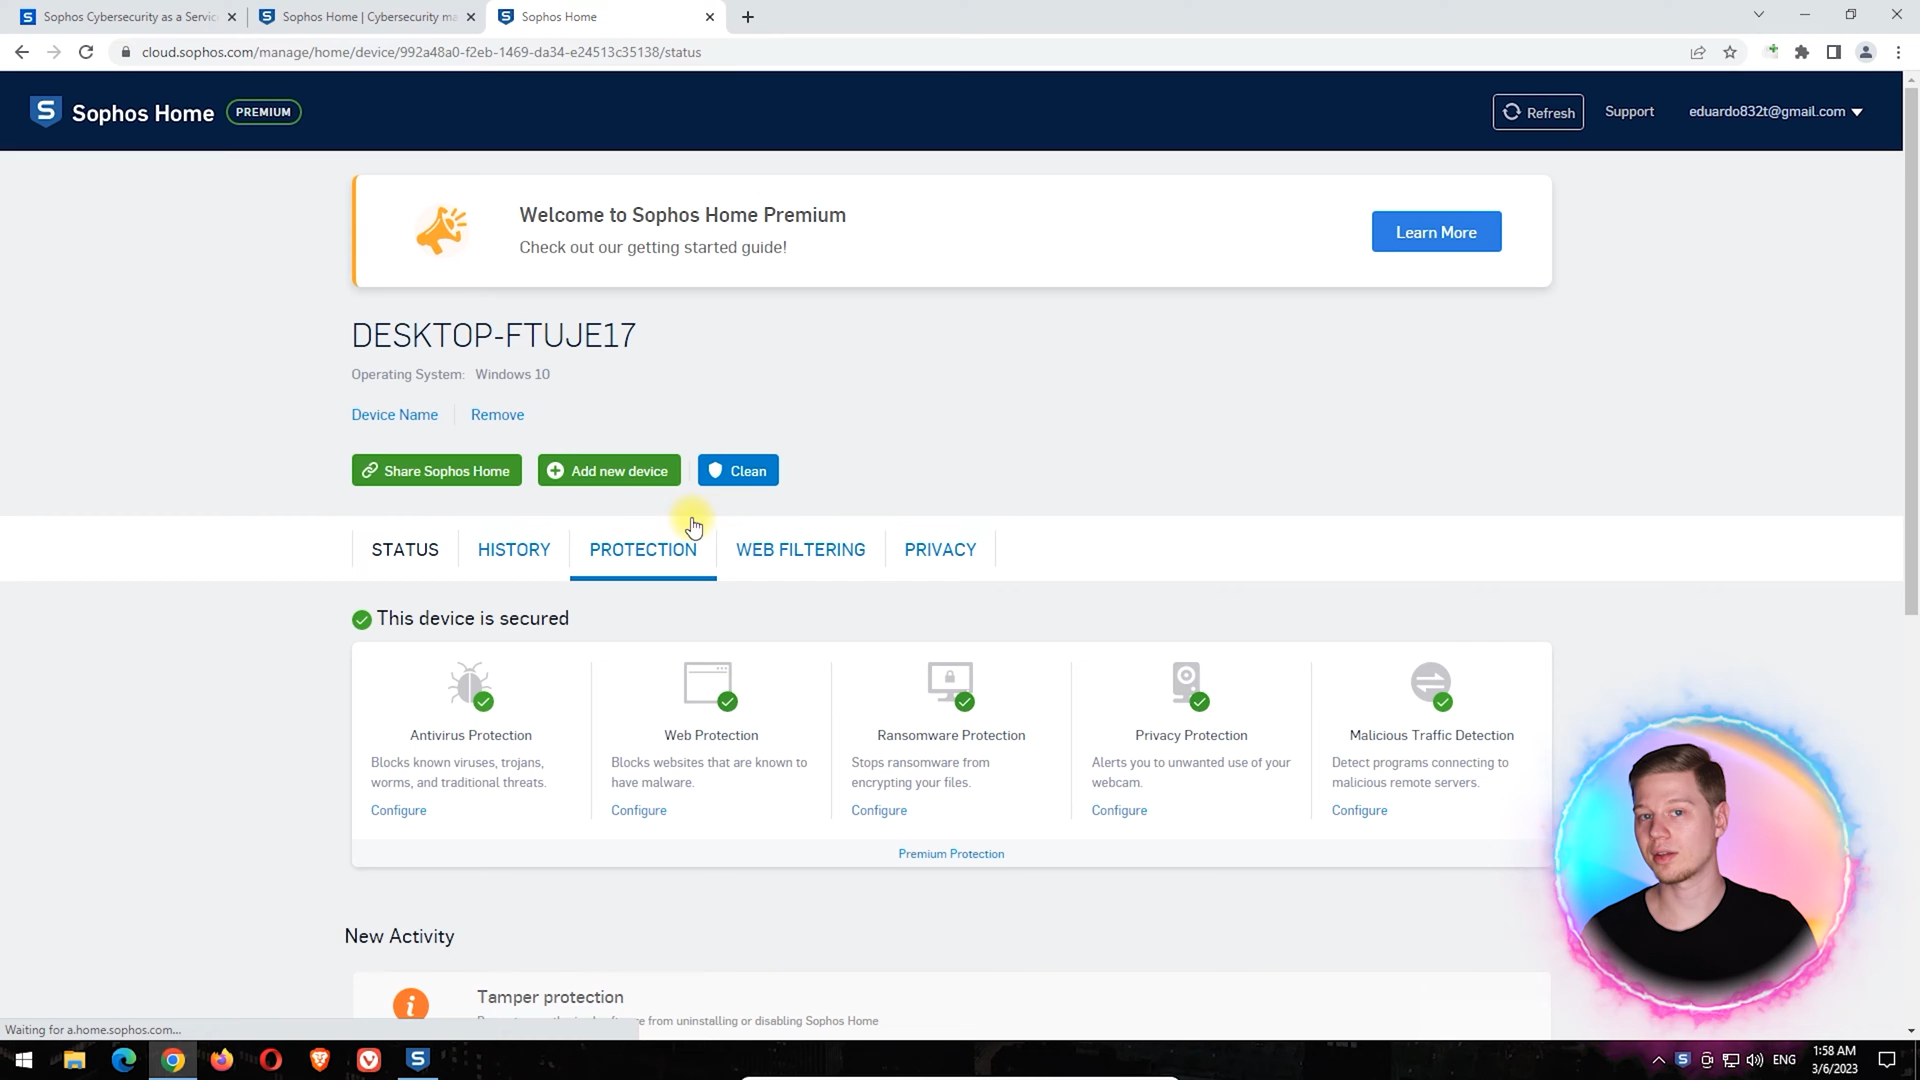 Sophos Cybersecurity as a Servic
Sophos Home | Cybersecurity ma
Sophos Home
cloud.sophos.com/manage/home/device/992a48a0-f2eb-1469-da34-e24513c35138/status
Sophos Home PREMIUM
Refresh Support eduardo832t@gmail.com
Welcome to Sophos Home Premium
Check out our getting started guide!
Learn More
DESKTOP-FTUJE17
Operating System: Windows 10
Device Name Remove
Share Sophos Home Add new device Clean
STATUS HISTORY PROTECTION WEB FILTERING PRIVACY
This device is secured
Antivirus Protection
Blocks known viruses, trojans,
worms, and traditional threats.
Configure
Web Protection
Blocks websites that are known to
have malware.
Configure
Ransomware Protection
Stops ransomware from
encrypting your files.
Configure
Privacy Protection
Alerts you to unwanted use of your
webcam.
Configure
Malicious Traffic Detection
Detect programs connecting to
malicious remote servers.
Configure
Premium Protection
New Activity
Tamper protection
from uninstalling or disabling Sophos Home
Waiting for a.home.sophos.com...
ENG
1:58 AM
3/6/2023